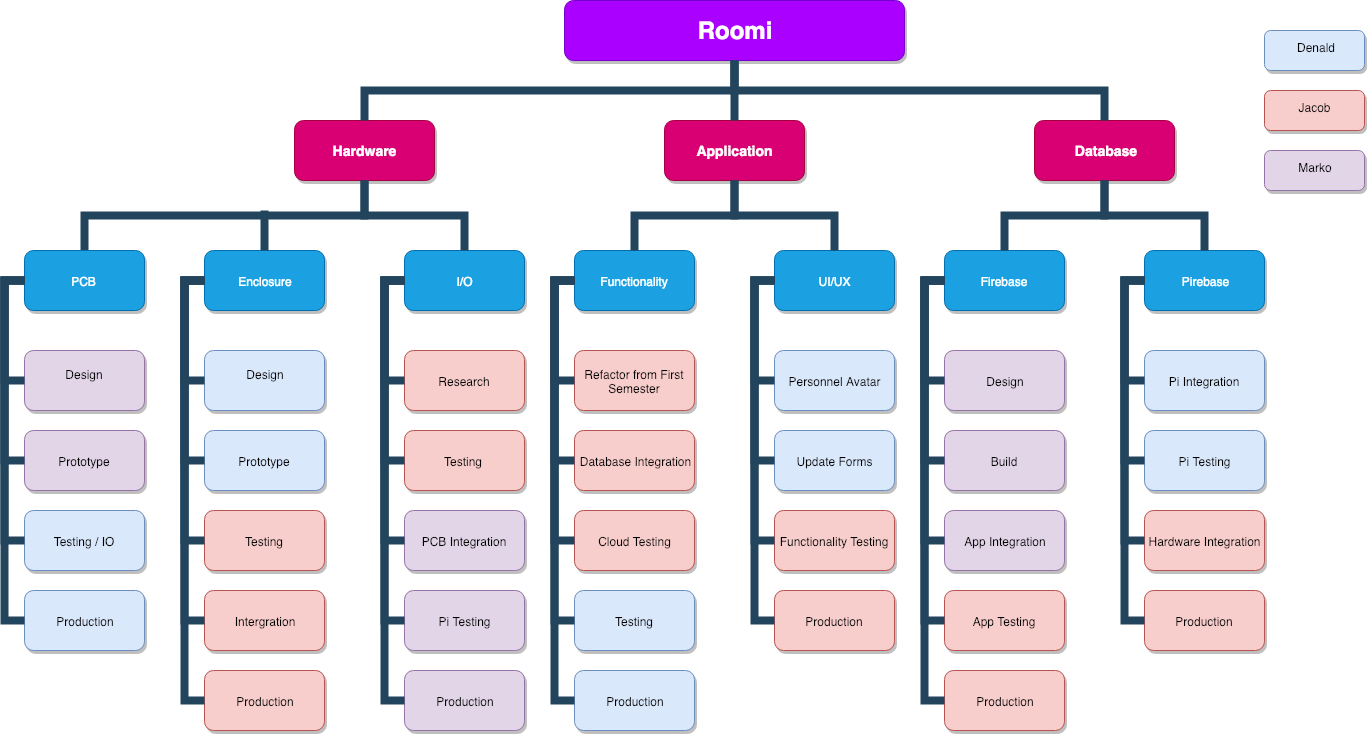 Roomi
Denald
Jacob
Marko
Hardware
Application
Database
PCB
Enclosure
I/O
Functionality
UI/UX
Firebase
Pirebase
Design
Design
Research
Refactor from First
Semester
Personnel Avatar
Design
Pi Integration
Prototype
Prototype
Testing
Database Integration
Update Forms
Build
Pi Testing
Testing / IO
Testing
PCB Integration
Cloud Testing
Functionality Testing
App Integration
Hardware Integration
Production
Intergration
Pi Testing
Testing
Production
App Testing
Production
Production
Production
Production
Production